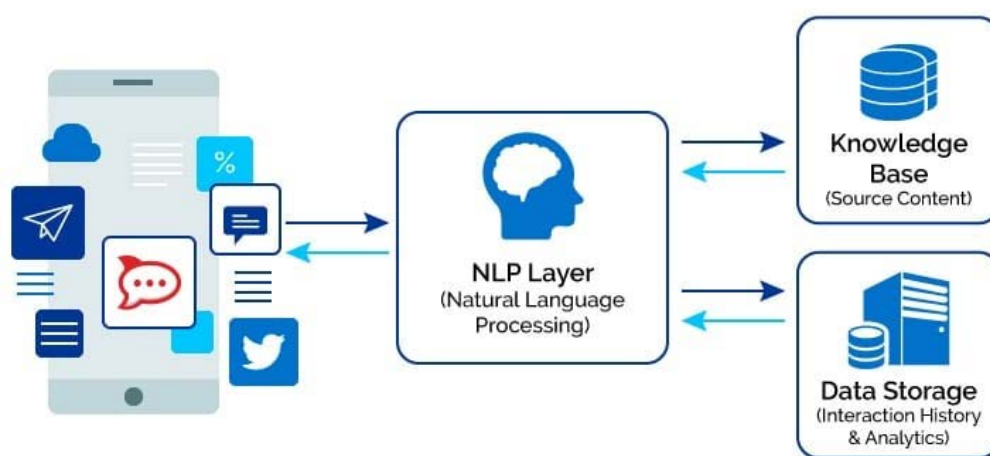 %
NLP Layer
(Natural Language
Processing)
Knowledge
Base
(Source Content)
Data Storage
(Interaction History
& Analytics)